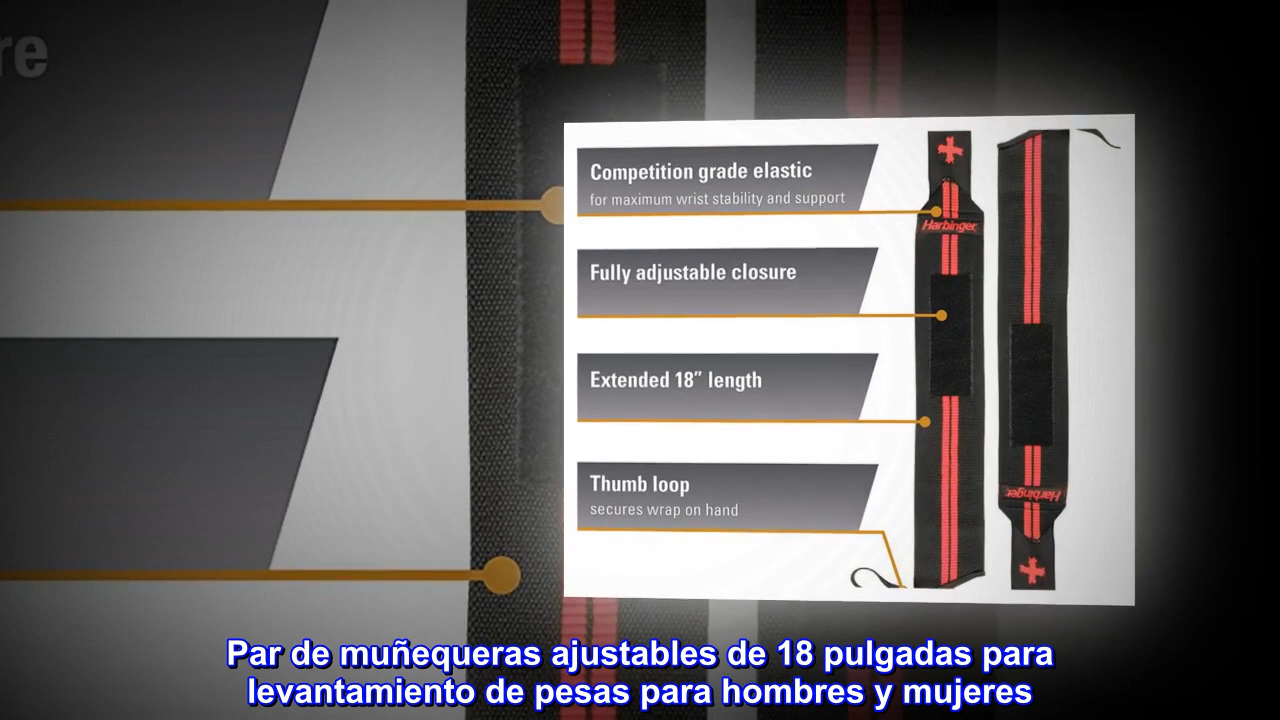 re
Competition grade elastic
for maximum wrist stability and support
Harbinger
Fully adjustable closure
Extended 18” length
Thumb loop
secures wrap on hand
Harbinger
Par de muñequeras ajustables de 18 pulgadas para
levantamiento de pesas para hombres y mujeres